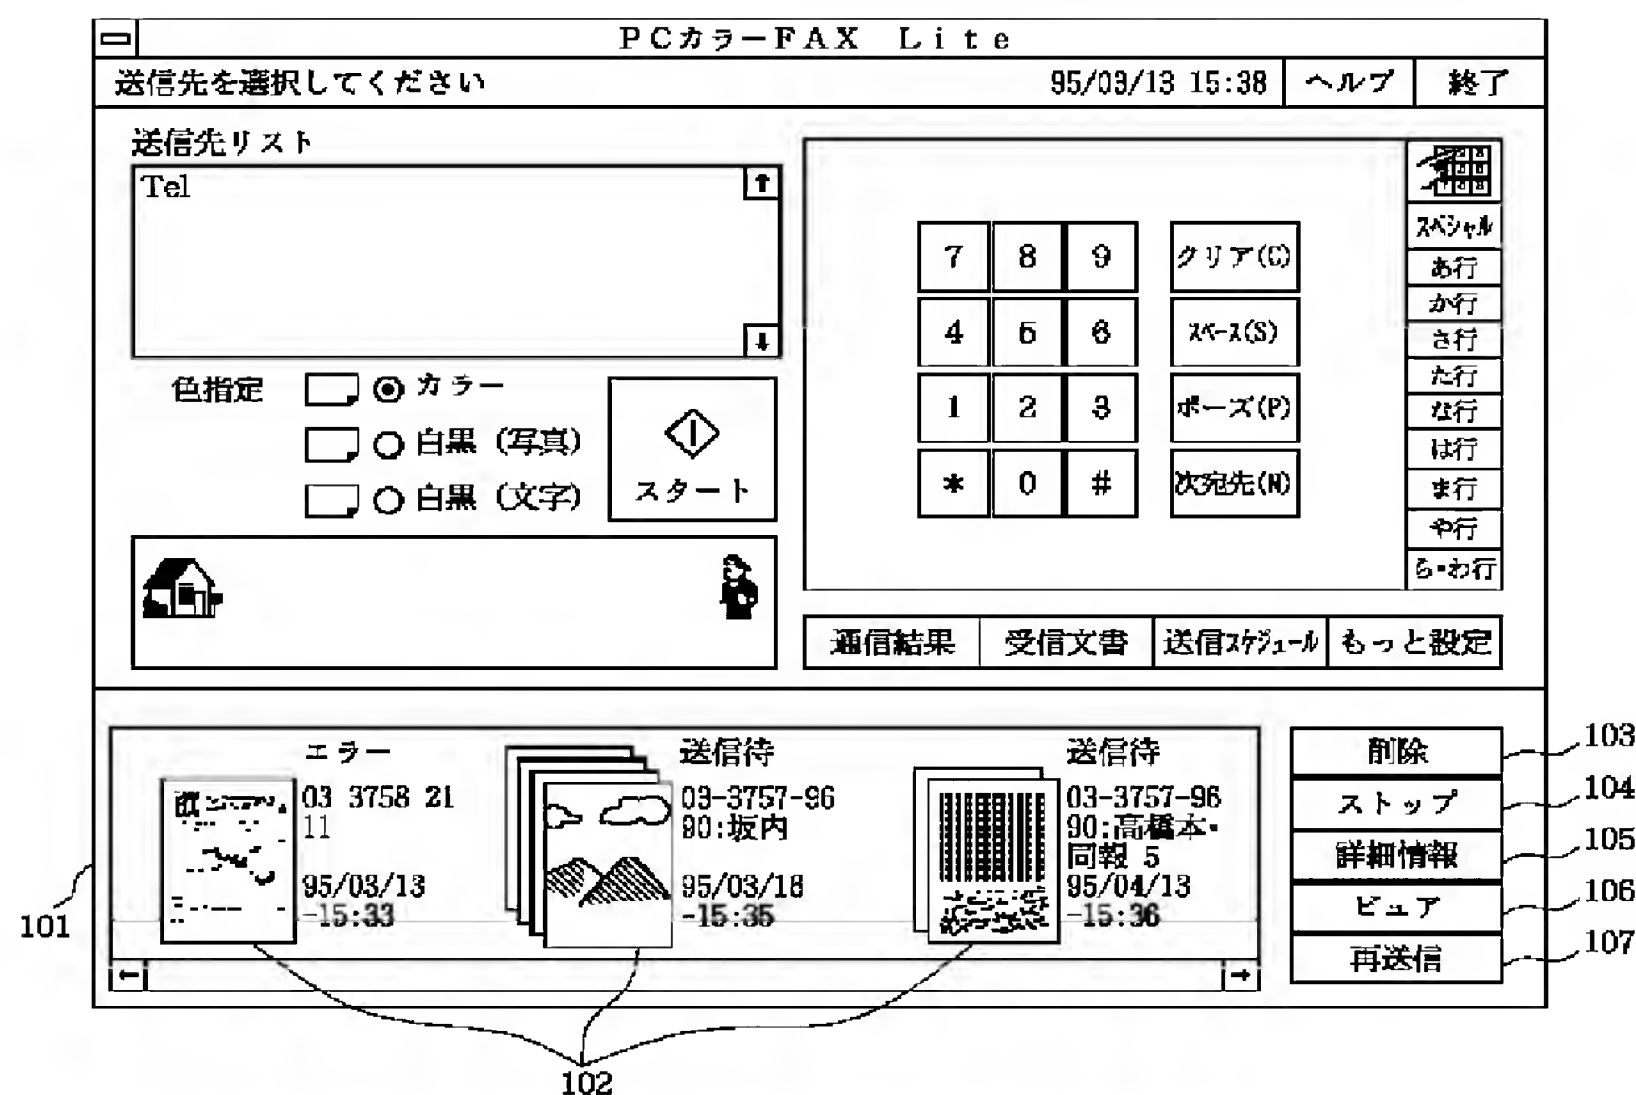 PCカラーFAX Lite
送信先を選択してください 95/03/13 15:38 ヘルプ 終了
送信先リスト
Tel
色指定 カラー
白黒（写真）
白黒（文字）
スタート
7 8 9 クリア(C)
4 5 6 スペース(S)
1 2 3 ポーズ(P)
* 0 # 次宛先(N)
スペシャル
あ行
か行
さ行
た行
な行
は行
ま行
や行
ら・わ行
通信結果 受信文書 送信スケジュール もっと設定
エラー
03 3758 21
11
95/03/13
-15:33
送信待
03-3757-96
90:坂内
95/03/18
-15:35
送信待
03-3757-96
90:高橋本・
同報 5
95/04/13
-15:36
削除
ストップ
詳細情報
ビュア
再送信
103
104
105
106
107
101
102